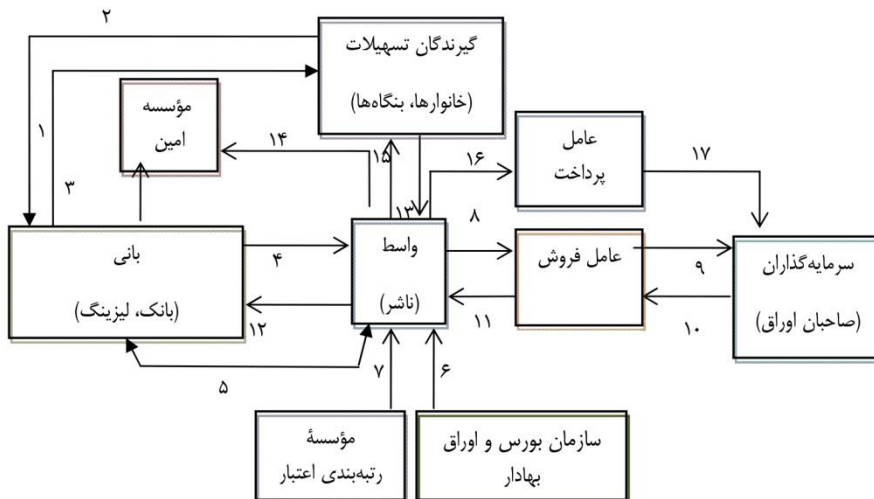 ۲
گیرندگان تسهیلات
(خانوارها، بنگاه‌ها)
مؤسسه
امین
۱
۳
۱۴
۱۵
۱۶
عامل
پرداخت
۱۷
۱۳
بانی
(بانک، لیزینگ)
۴
۱۲
واسط
(ناشر)
۸
۱۱
عامل فروش
۹
۱۰
سرمایه‌گذاران
(صاحبان اوراق)
۵
۷
۶
مؤسسۀ
رتبه‌بندی اعتبار
سازمان بورس و اوراق
بهادار